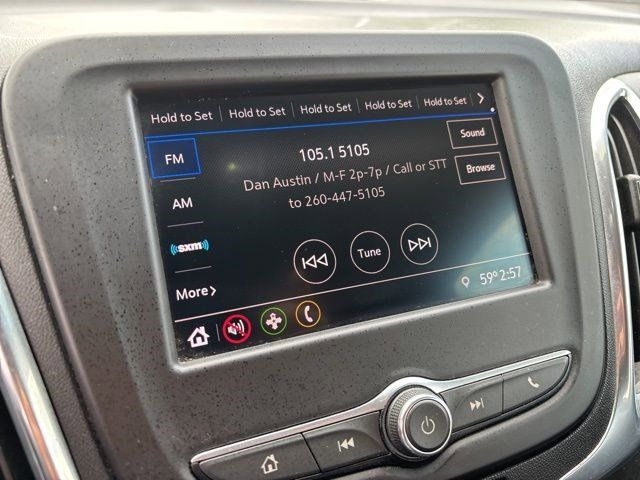 Hold to Set Hold to Set Hold to Set Hold to Set Hold to Set
FM
105.1 5105
Sound
Dan Austin / M-F 2p-7p / Call or STT
Browse
AM
to 260-447-5105
sxm
Tune
More
59° 2:57